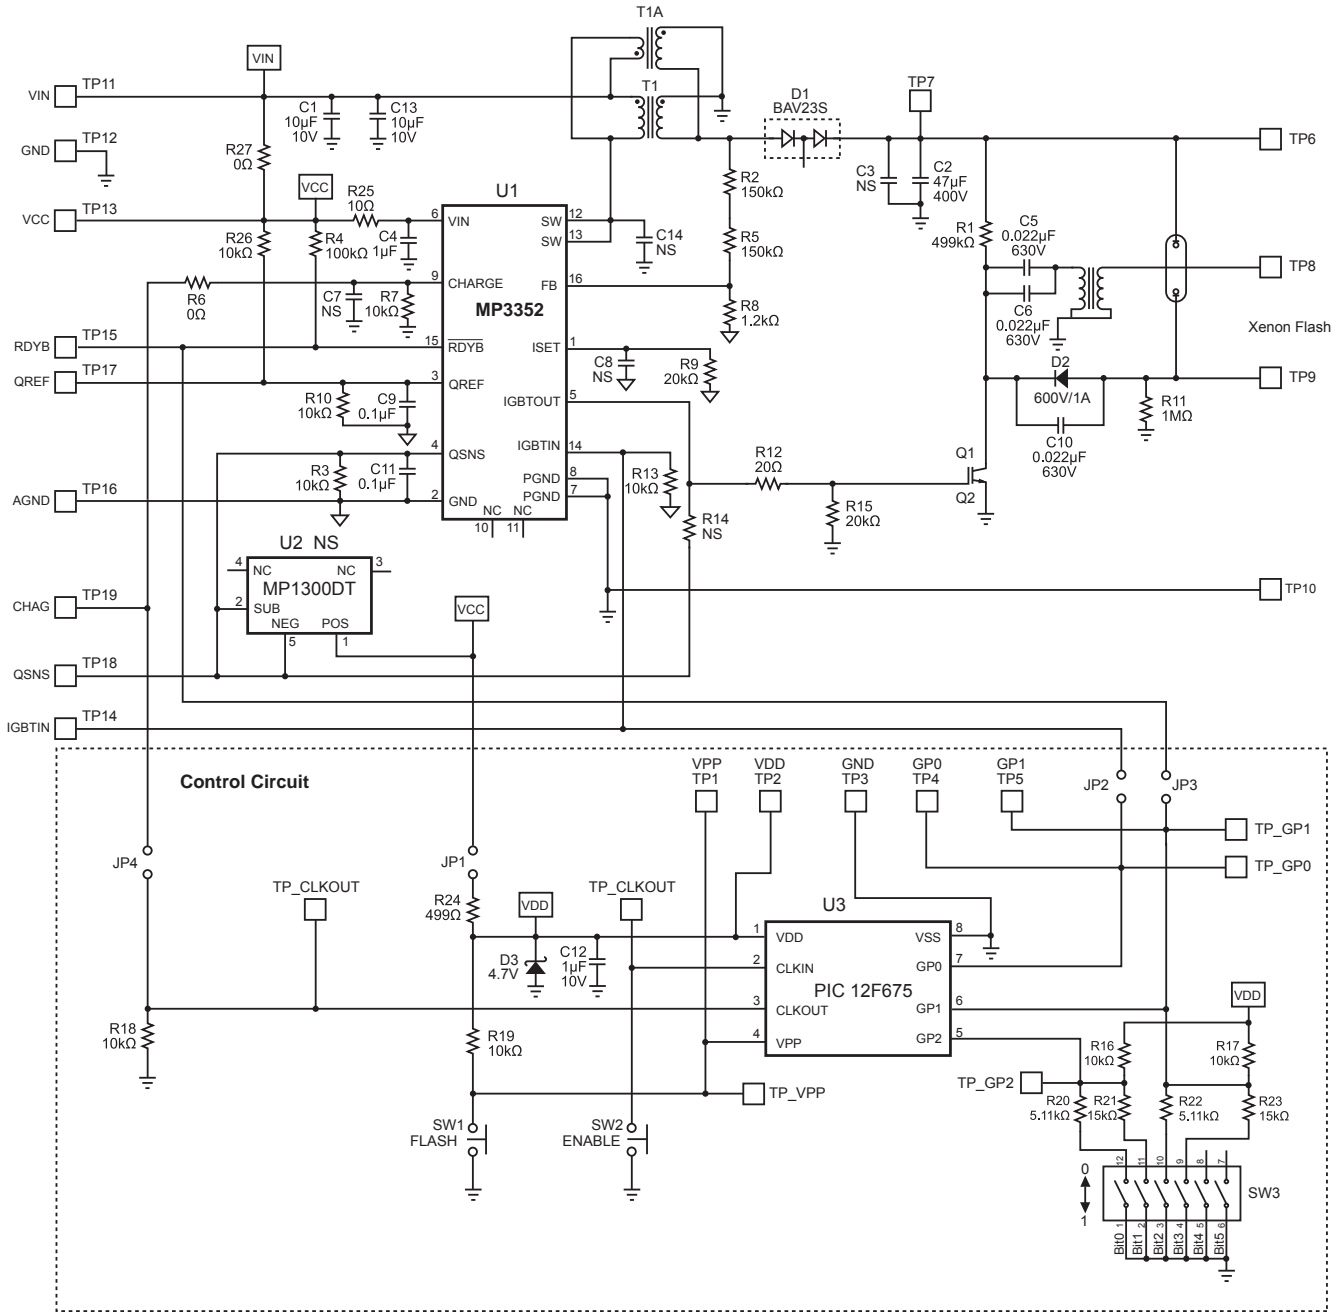 T1A
VIN
TP11
VIN
C1
10µF
10V
C13
10µF
10V
T1
D1
BAV23S
TP7
TP6
TP12
GND
R27
0Ω
VCC
R25
10Ω
U1
R2
150kΩ
C3
NS
C2
47µF
400V
TP13
VCC
6
VIN
SW
12
SW
13
C14
NS
R1
499kΩ
C5
0.022µF
630V
R26
10kΩ
R4
100kΩ
C4
1µF
R5
150kΩ
TP8
R6
0Ω
C7
NS
R7
10kΩ
9
CHARGE
FB
16
MP3352
R8
1.2kΩ
C6
0.022µF
630V
Xenon Flash
TP15
RDYB
15
RDYB
ISET
1
C8
NS
R9
20kΩ
D2
600V/1A
TP17
QREF
3
QREF
TP9
R10
10kΩ
C9
0.1µF
IGBTOUT
5
R11
1MΩ
C10
0.022µF
630V
4
QSNS
IGBTIN
14
R3
10kΩ
C11
0.1µF
PGND
8
PGND
7
R13
10kΩ
R12
20Ω
Q1
Q2
TP16
AGND
2
GND
NC
NC
10
11
R14
NS
R15
20kΩ
U2 NS
4
NC
NC
3
MP1300DT
2
SUB
NEG
POS
5
1
VCC
TP10
TP19
CHAG
TP18
QSNS
TP14
IGBTIN
Control Circuit
VPP
TP1
VDD
TP2
GND
TP3
GP0
TP4
GP1
TP5
JP2
JP3
TP_GP1
TP_GP0
JP4
JP1
TP_CLKOUT
R24
499Ω
VDD
TP_CLKOUT
U3
D3
4.7V
C12
1µF
10V
1
VDD
VSS
8
2
CLKIN
GP0
7
PIC 12F675
3
CLKOUT
GP1
6
4
VPP
GP2
5
VDD
R18
10kΩ
R19
10kΩ
R16
10kΩ
R17
10kΩ
TP_VPP
TP_GP2
R20
5.11kΩ
R21
15kΩ
R22
5.11kΩ
R23
15kΩ
SW1
FLASH
SW2
ENABLE
12
11
10
9
8
7
0
1
SW3
1
2
3
4
5
6
Bit0
Bit1
Bit2
Bit3
Bit4
Bit5